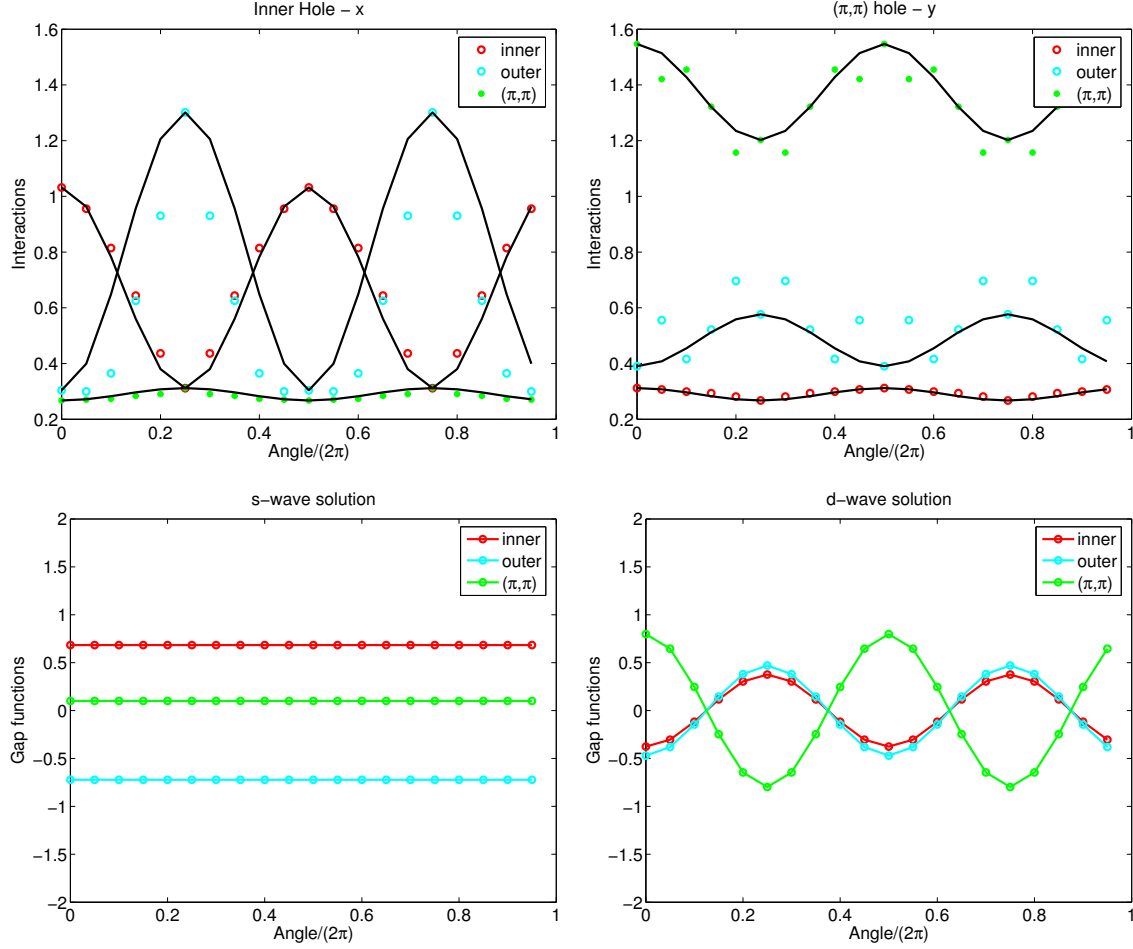 Inner Hole − x
1.6
1.4
1.2
1
0.8
0.6
0.4
0.2
Interactions
0
0.2
0.4
0.6
0.8
1
Angle/(2π)
inner
outer
(π,π)
(π,π) hole − y
1.6
1.4
1.2
1
0.8
0.6
0.4
0.2
Interactions
0
0.2
0.4
0.6
0.8
1
Angle/(2π)
inner
outer
(π,π)
s−wave solution
2
1.5
1
0.5
0
−0.5
−1
−1.5
−2
Gap functions
0
0.2
0.4
0.6
0.8
1
Angle/(2π)
inner
outer
(π,π)
d−wave solution
2
1.5
1
0.5
0
−0.5
−1
−1.5
−2
Gap functions
0
0.2
0.4
0.6
0.8
1
Angle/(2π)
inner
outer
(π,π)